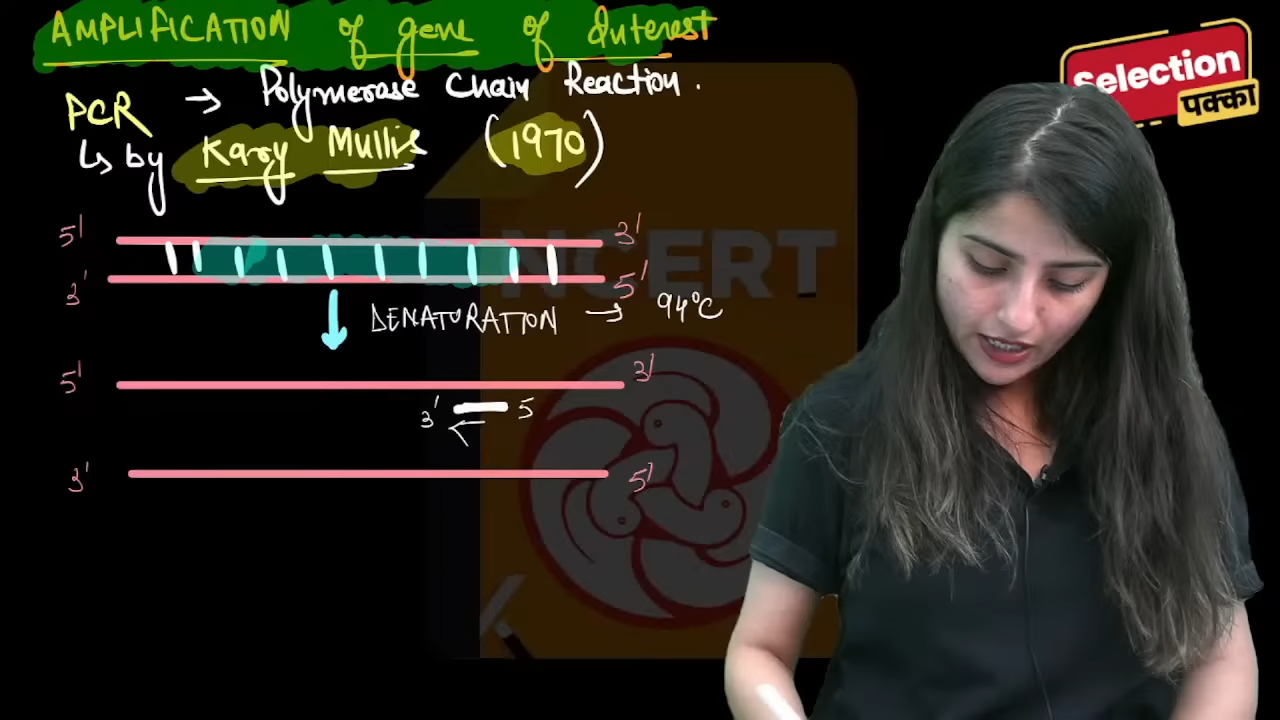 AMPLIFICATION of gene of interest
Selection
पक्का
PCR → Polymerase Chain Reaction.
↳ by Kary Mullis (1970)
5' 3'
3' 5'
NCERT
DENATURATION → 94°C
5' 3'
3' 5
3' 5'